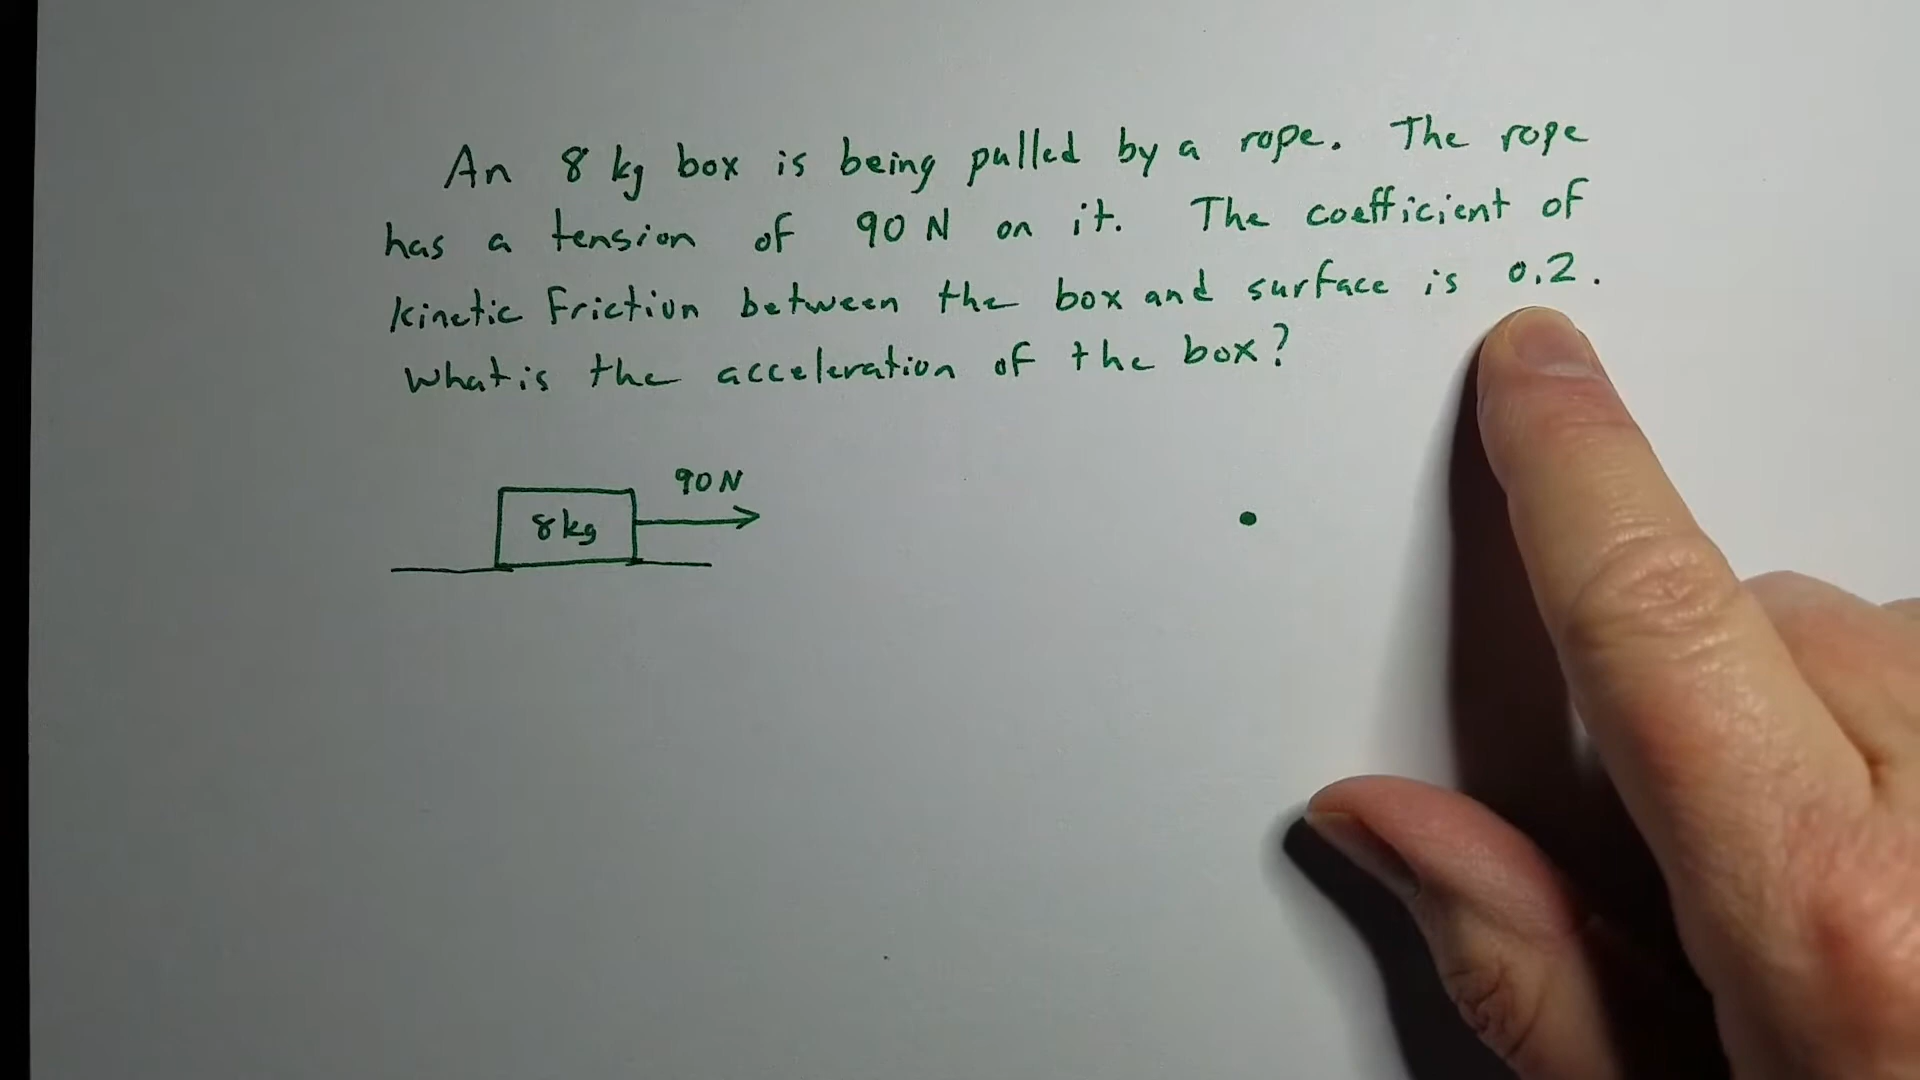 An 8 kg box is being pulled by a rope. The rope
has a tension of 90 N on it. The coefficient of
kinetic friction between the box and surface is 0.2.
What is the acceleration of the box?
90 N
8 kg